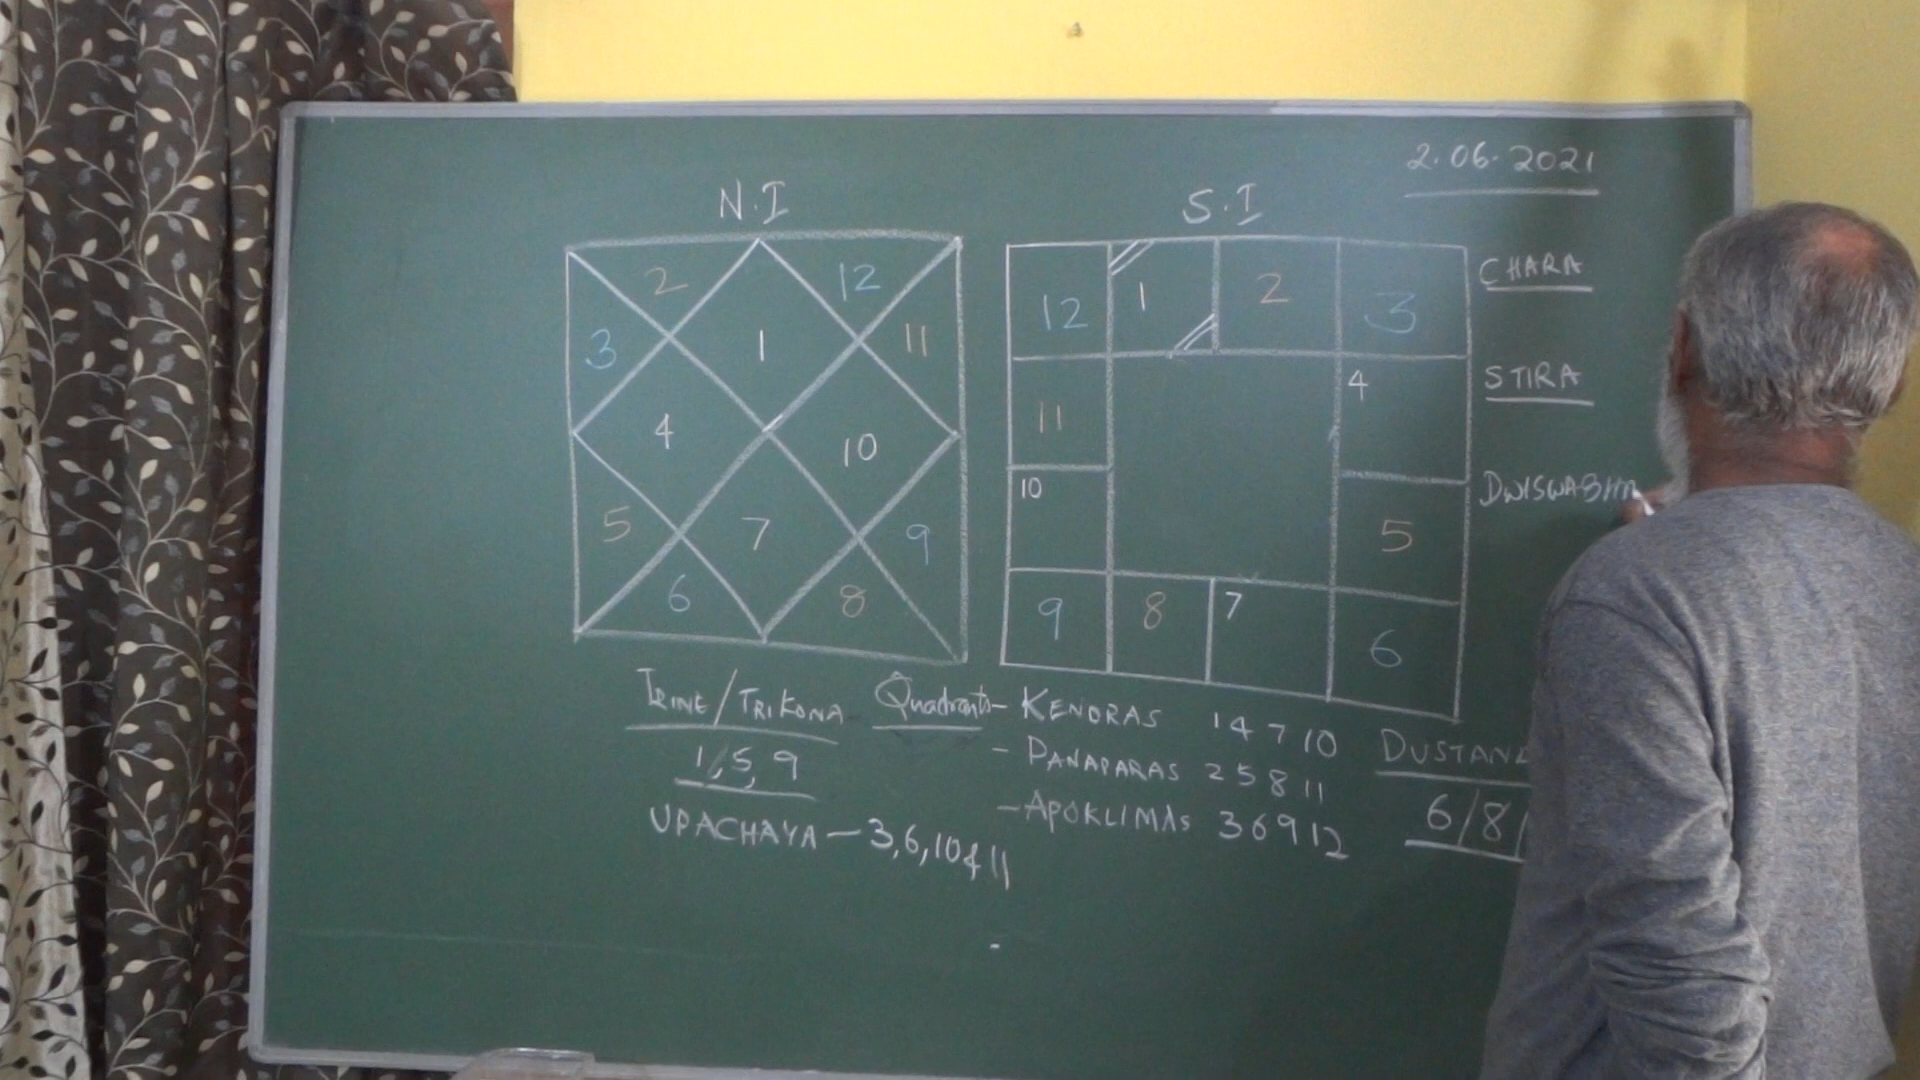 2.06.2021
N.I
S.I
2 12
3 1 11
4 10
5 7 9
6 8
12 1 2 3
11 4
10 5
9 8 7 6
CHARA
STIRA
DWISWABHA
TRINE/TRIKONA
1,5,9
UPACHAYA — 3,6,10 & 11
Quadrants – KENDRAS 1 4 7 10
– PANAPARAS 2 5 8 11
– APOKLIMAS 3 6 9 12
DUSTANA
6/8/